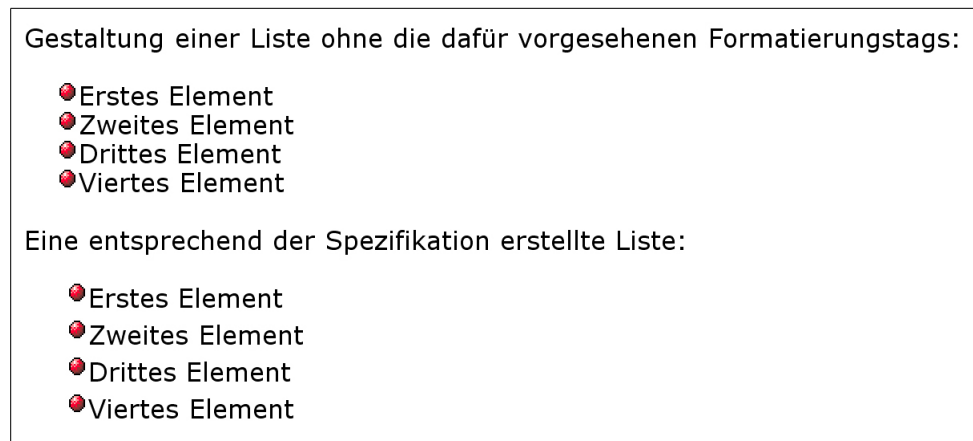 Gestaltung einer Liste ohne die dafür vorgesehenen Formatierungstags:
Erstes Element
Zweites Element
Drittes Element
Viertes Element
Eine entsprechend der Spezifikation erstellte Liste:
Erstes Element
Zweites Element
Drittes Element
Viertes Element